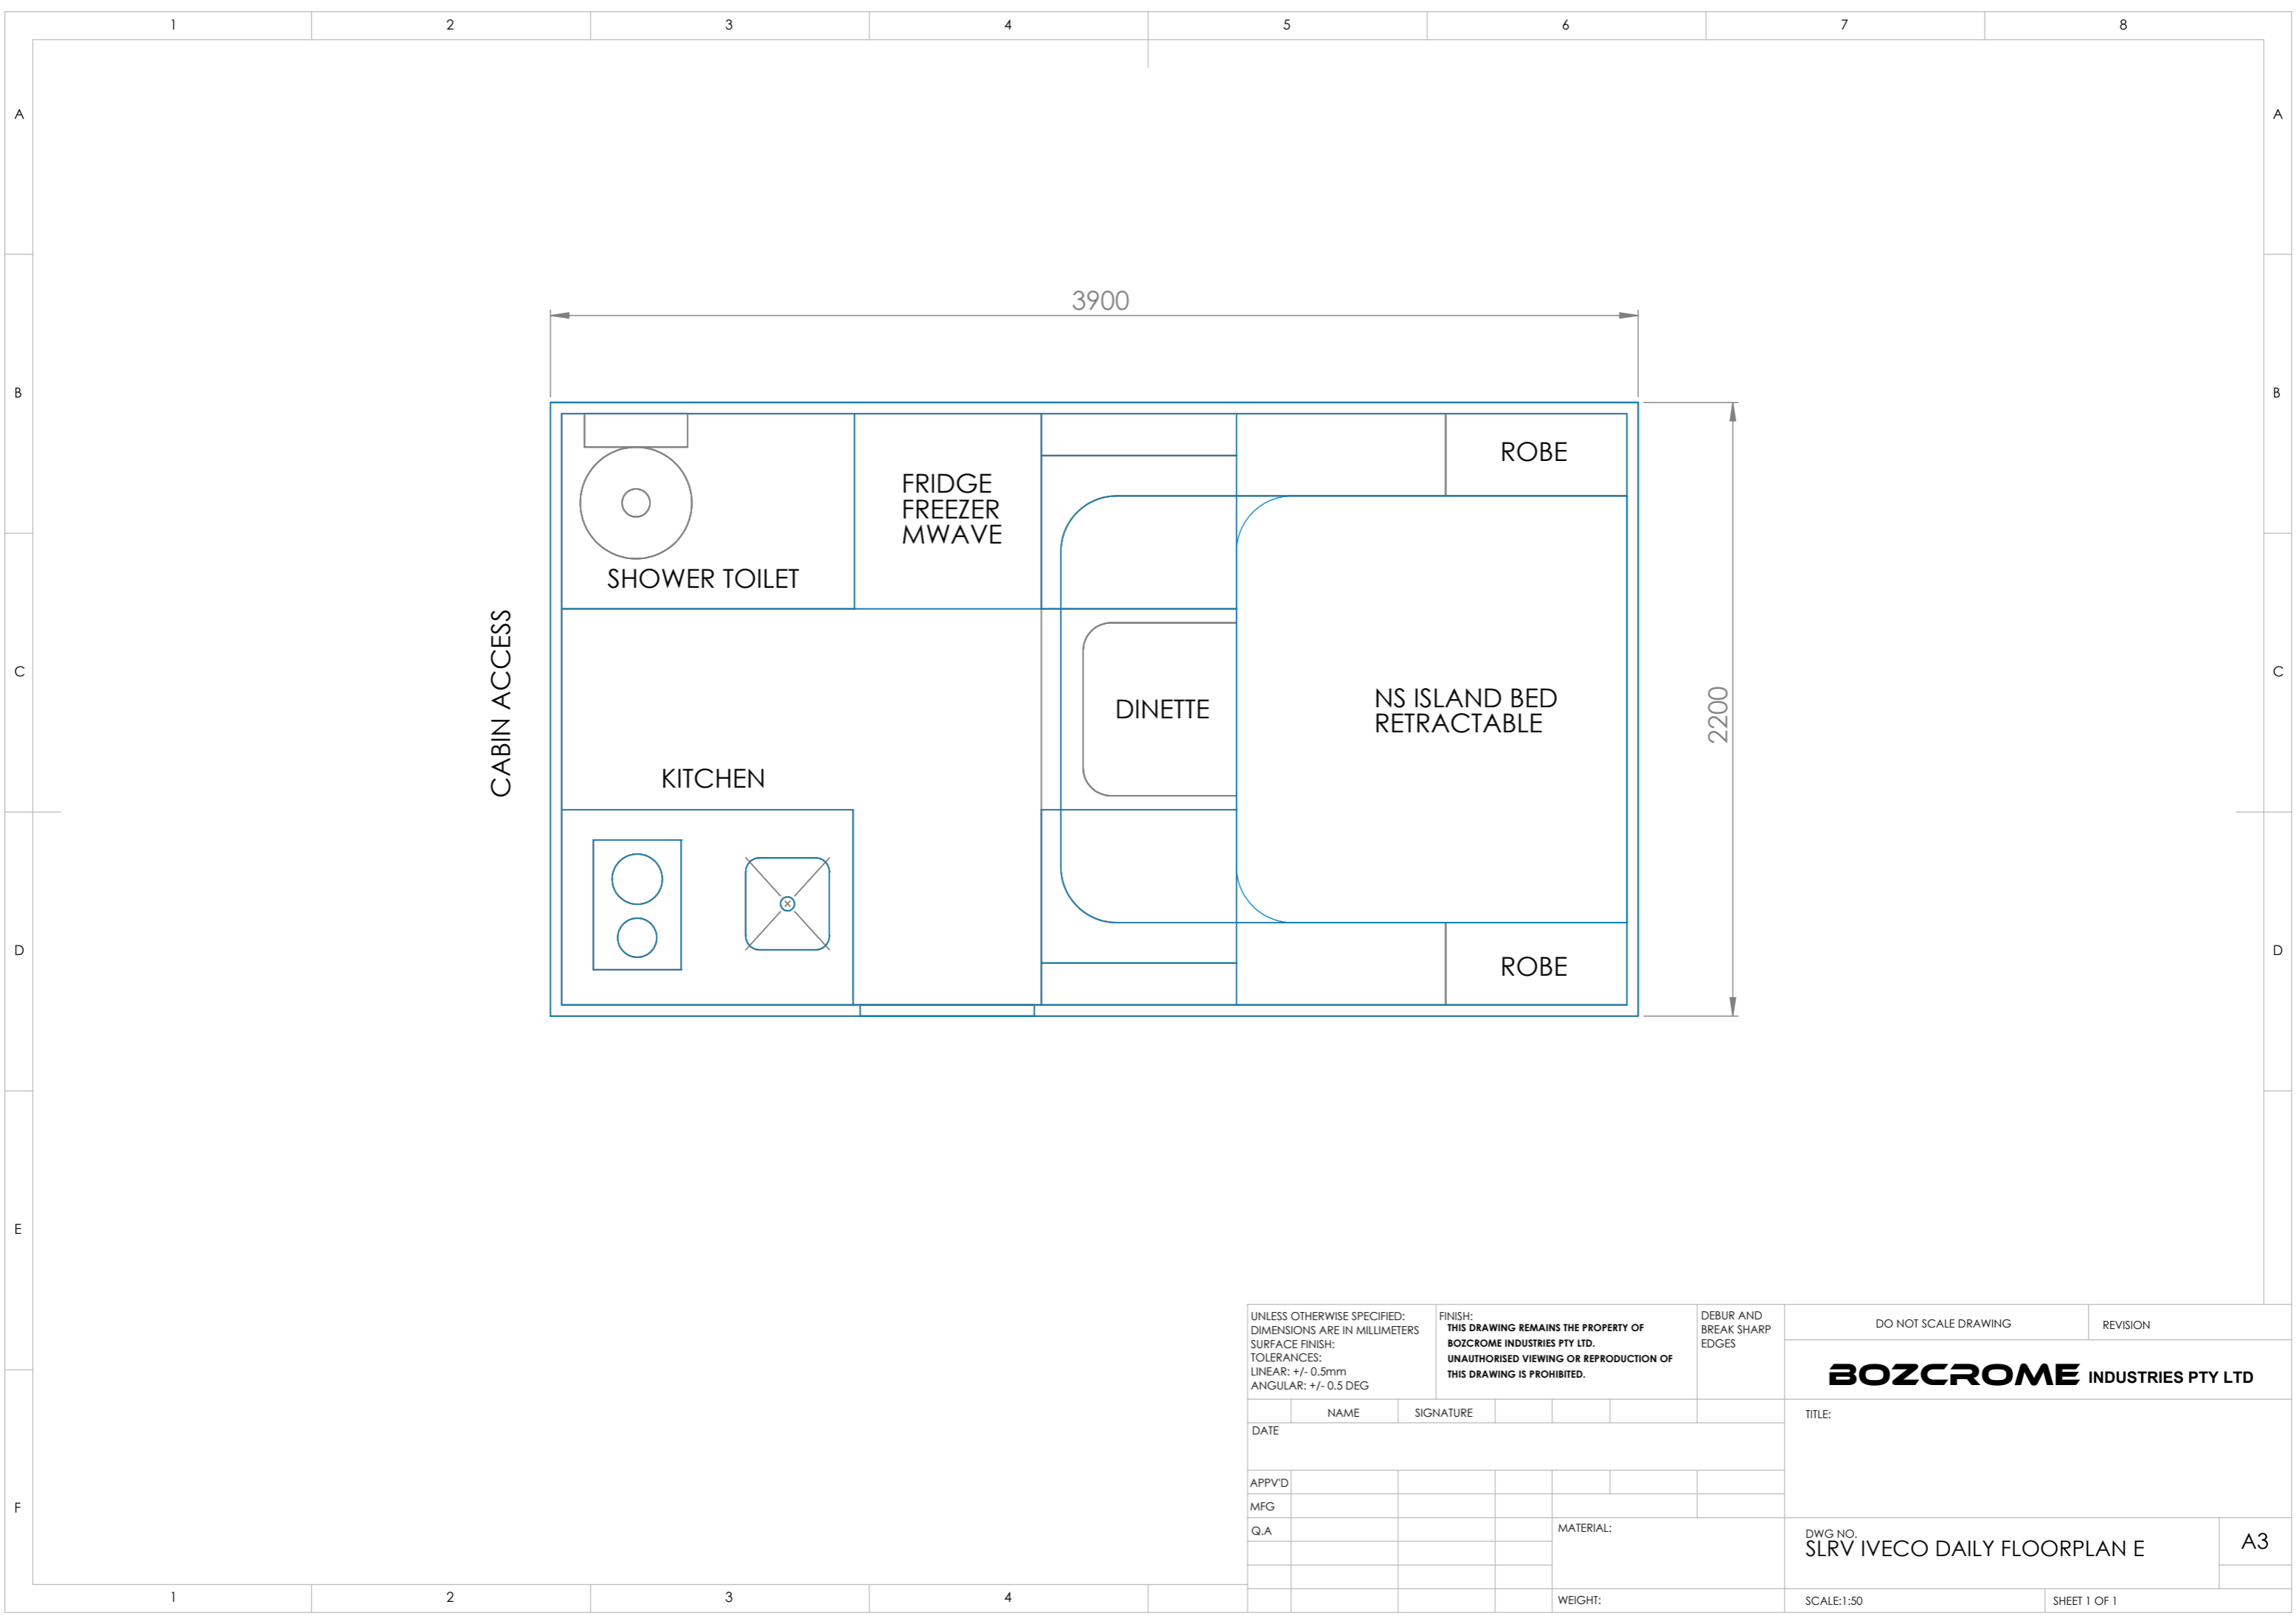 1 2 3 4 5 6 7 8
A A
B B
C C
D D
E
F
3900
2200
CABIN ACCESS
SHOWER TOILET
FRIDGE
FREEZER
MWAVE
ROBE
KITCHEN
DINETTE
NS ISLAND BED
RETRACTABLE
ROBE
UNLESS OTHERWISE SPECIFIED:
DIMENSIONS ARE IN MILLIMETERS
SURFACE FINISH:
TOLERANCES:
LINEAR: +/- 0.5mm
ANGULAR: +/- 0.5 DEG
FINISH:
THIS DRAWING REMAINS THE PROPERTY OF
BOZCROME INDUSTRIES PTY LTD.
UNAUTHORISED VIEWING OR REPRODUCTION OF
THIS DRAWING IS PROHIBITED.
DEBUR AND
BREAK SHARP
EDGES
DO NOT SCALE DRAWING
REVISION
BOZCROME INDUSTRIES PTY LTD
NAME SIGNATURE
DATE
APPV'D
MFG
Q.A
MATERIAL:
WEIGHT:
TITLE:
DWG NO.
SLRV IVECO DAILY FLOORPLAN E
A3
SCALE:1:50
SHEET 1 OF 1
1 2 3 4